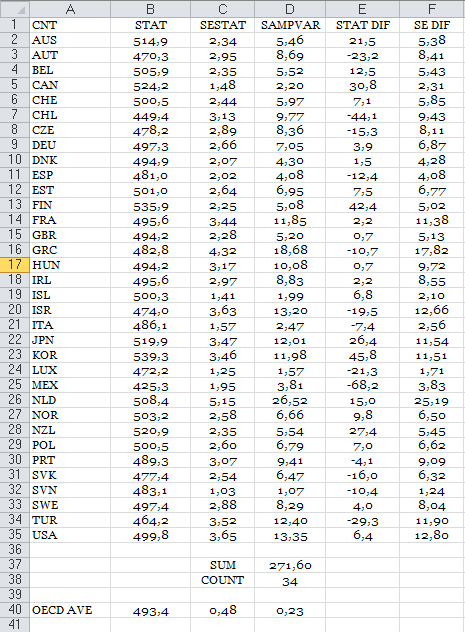 A B C D E F
1 CNT STAT SESTAT SAMPVAR STAT DIF SE DIF
2 AUS 514,9 2,34 5,46 21,5 5,38
3 AUT 470,3 2,95 8,69 -23,2 8,41
4 BEL 505,9 2,35 5,52 12,5 5,43
5 CAN 524,2 1,48 2,20 30,8 2,31
6 CHE 500,5 2,44 5,97 7,1 5,85
7 CHL 449,4 3,13 9,77 -44,1 9,43
8 CZE 478,2 2,89 8,36 -15,3 8,11
9 DEU 497,3 2,66 7,05 3,9 6,87
10 DNK 494,9 2,07 4,30 1,5 4,28
11 ESP 481,0 2,02 4,08 -12,4 4,08
12 EST 501,0 2,64 6,95 7,5 6,77
13 FIN 535,9 2,25 5,08 42,4 5,02
14 FRA 495,6 3,44 11,85 2,2 11,38
15 GBR 494,2 2,28 5,20 0,7 5,13
16 GRC 482,8 4,32 18,68 -10,7 17,82
17 HUN 494,2 3,17 10,08 0,7 9,72
18 IRL 495,6 2,97 8,83 2,2 8,55
19 ISL 500,3 1,41 1,99 6,8 2,10
20 ISR 474,0 3,63 13,20 -19,5 12,66
21 ITA 486,1 1,57 2,47 -7,4 2,56
22 JPN 519,9 3,47 12,01 26,4 11,54
23 KOR 539,3 3,46 11,98 45,8 11,51
24 LUX 472,2 1,25 1,57 -21,3 1,71
25 MEX 425,3 1,95 3,81 -68,2 3,83
26 NLD 508,4 5,15 26,52 15,0 25,19
27 NOR 503,2 2,58 6,66 9,8 6,50
28 NZL 520,9 2,35 5,54 27,4 5,45
29 POL 500,5 2,60 6,79 7,0 6,62
30 PRT 489,3 3,07 9,41 -4,1 9,09
31 SVK 477,4 2,54 6,47 -16,0 6,32
32 SVN 483,1 1,03 1,07 -10,4 1,24
33 SWE 497,4 2,88 8,29 4,0 8,04
34 TUR 464,2 3,52 12,40 -29,3 11,90
35 USA 499,8 3,65 13,35 6,4 12,80
36
37 SUM 271,60
38 COUNT 34
39
40 OECD AVE 493,4 0,48 0,23
41